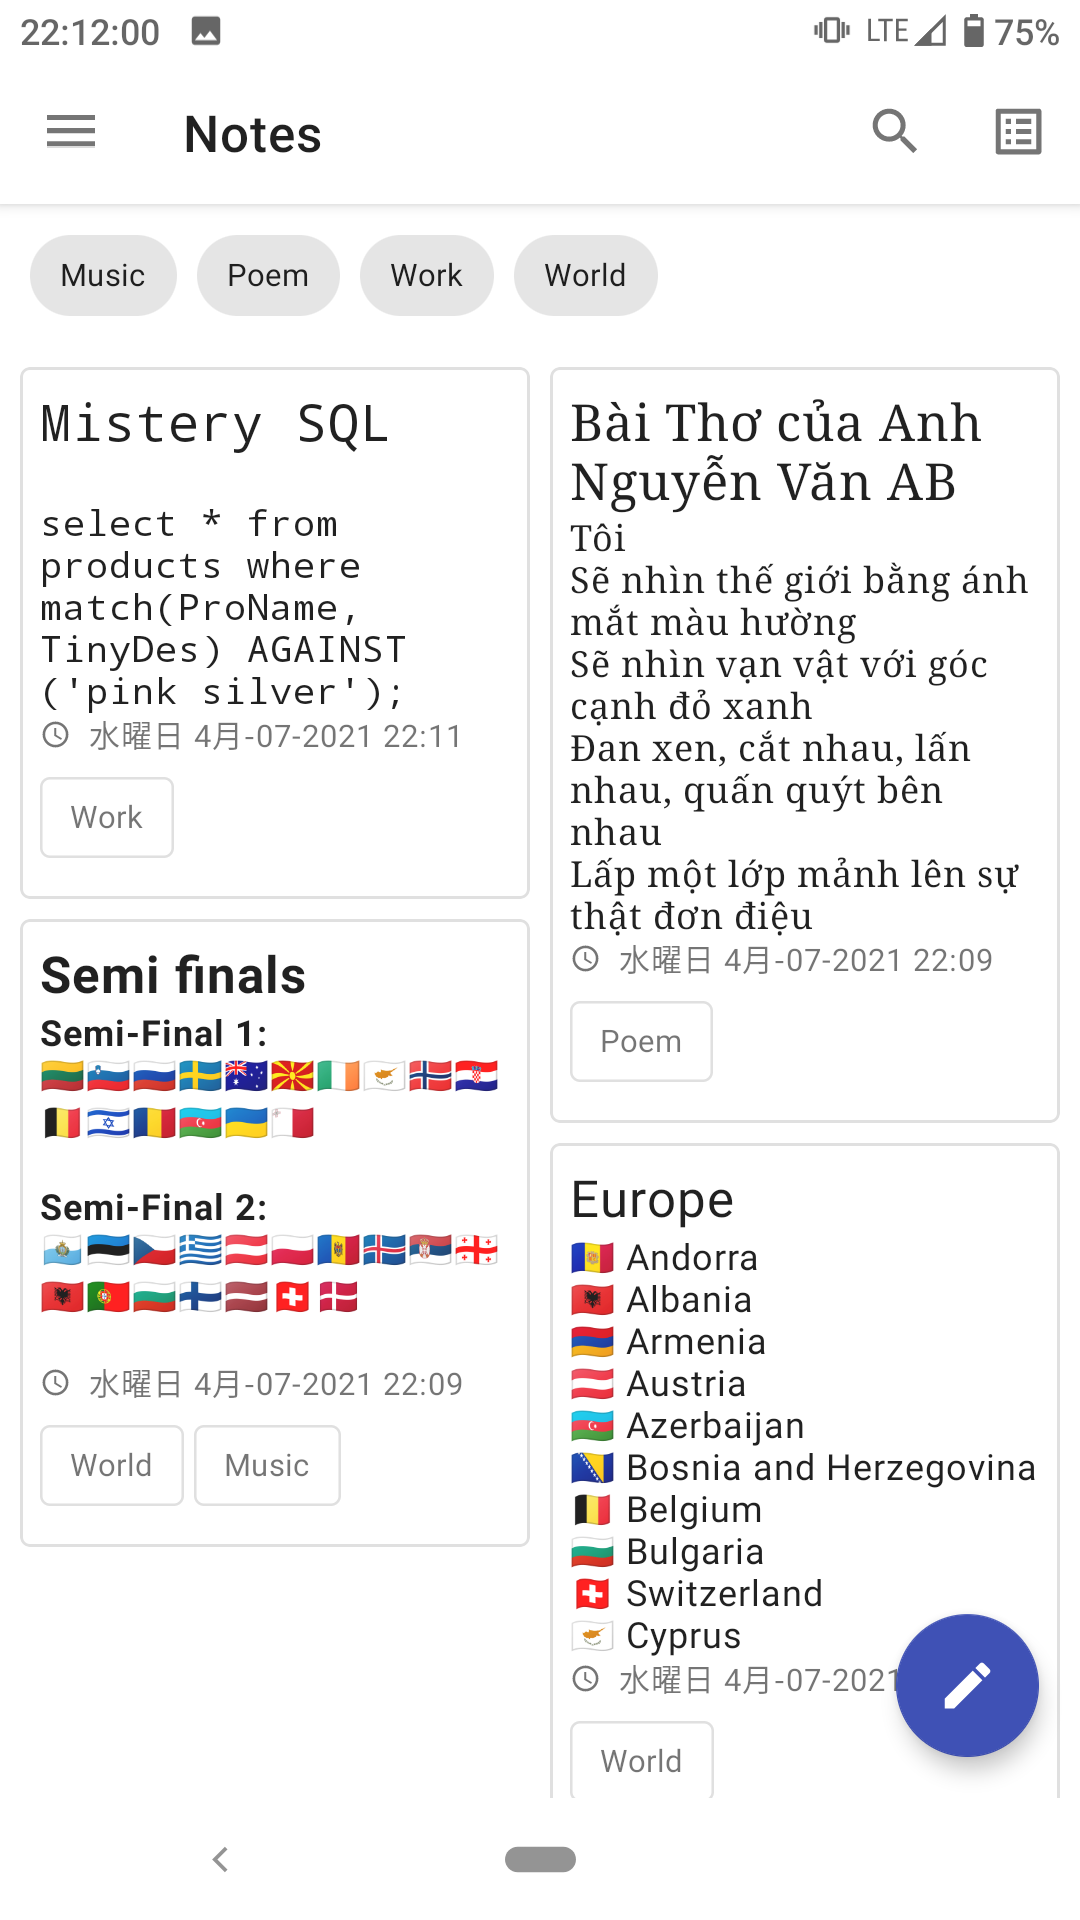 22:12:00 LTE 75%
Notes
Music Poem Work World
Mistery SQL
select * from
products where
match(ProName,
TinyDes) AGAINST
('pink silver');
水曜日 4月-07-2021 22:11
Work
Semi finals
Semi-Final 1:
🇱🇹🇸🇮🇷🇺🇸🇪🇦🇺🇲🇰🇮🇪🇨🇾🇳🇴🇭🇷
🇧🇪🇮🇱🇷🇴🇦🇿🇺🇦🇲🇹
Semi-Final 2:
🇸🇲🇪🇪🇨🇿🇬🇷🇦🇹🇵🇱🇲🇩🇮🇸🇷🇸🇬🇪
🇦🇱🇵🇹🇧🇬🇫🇮🇱🇻🇨🇭🇩🇰
水曜日 4月-07-2021 22:09
World Music
Bài Thơ của Anh
Nguyễn Văn AB
Tôi
Sẽ nhìn thế giới bằng ánh
mắt màu hường
Sẽ nhìn vạn vật với góc
cạnh đỏ xanh
Đan xen, cắt nhau, lấn
nhau, quấn quýt bên
nhau
Lấp một lớp mảnh lên sự
thật đơn điệu
水曜日 4月-07-2021 22:09
Poem
Europe
🇦🇩 Andorra
🇦🇱 Albania
🇦🇲 Armenia
🇦🇹 Austria
🇦🇿 Azerbaijan
🇧🇦 Bosnia and Herzegovina
🇧🇪 Belgium
🇧🇬 Bulgaria
🇨🇭 Switzerland
🇨🇾 Cyprus
水曜日 4月-07-2021
World